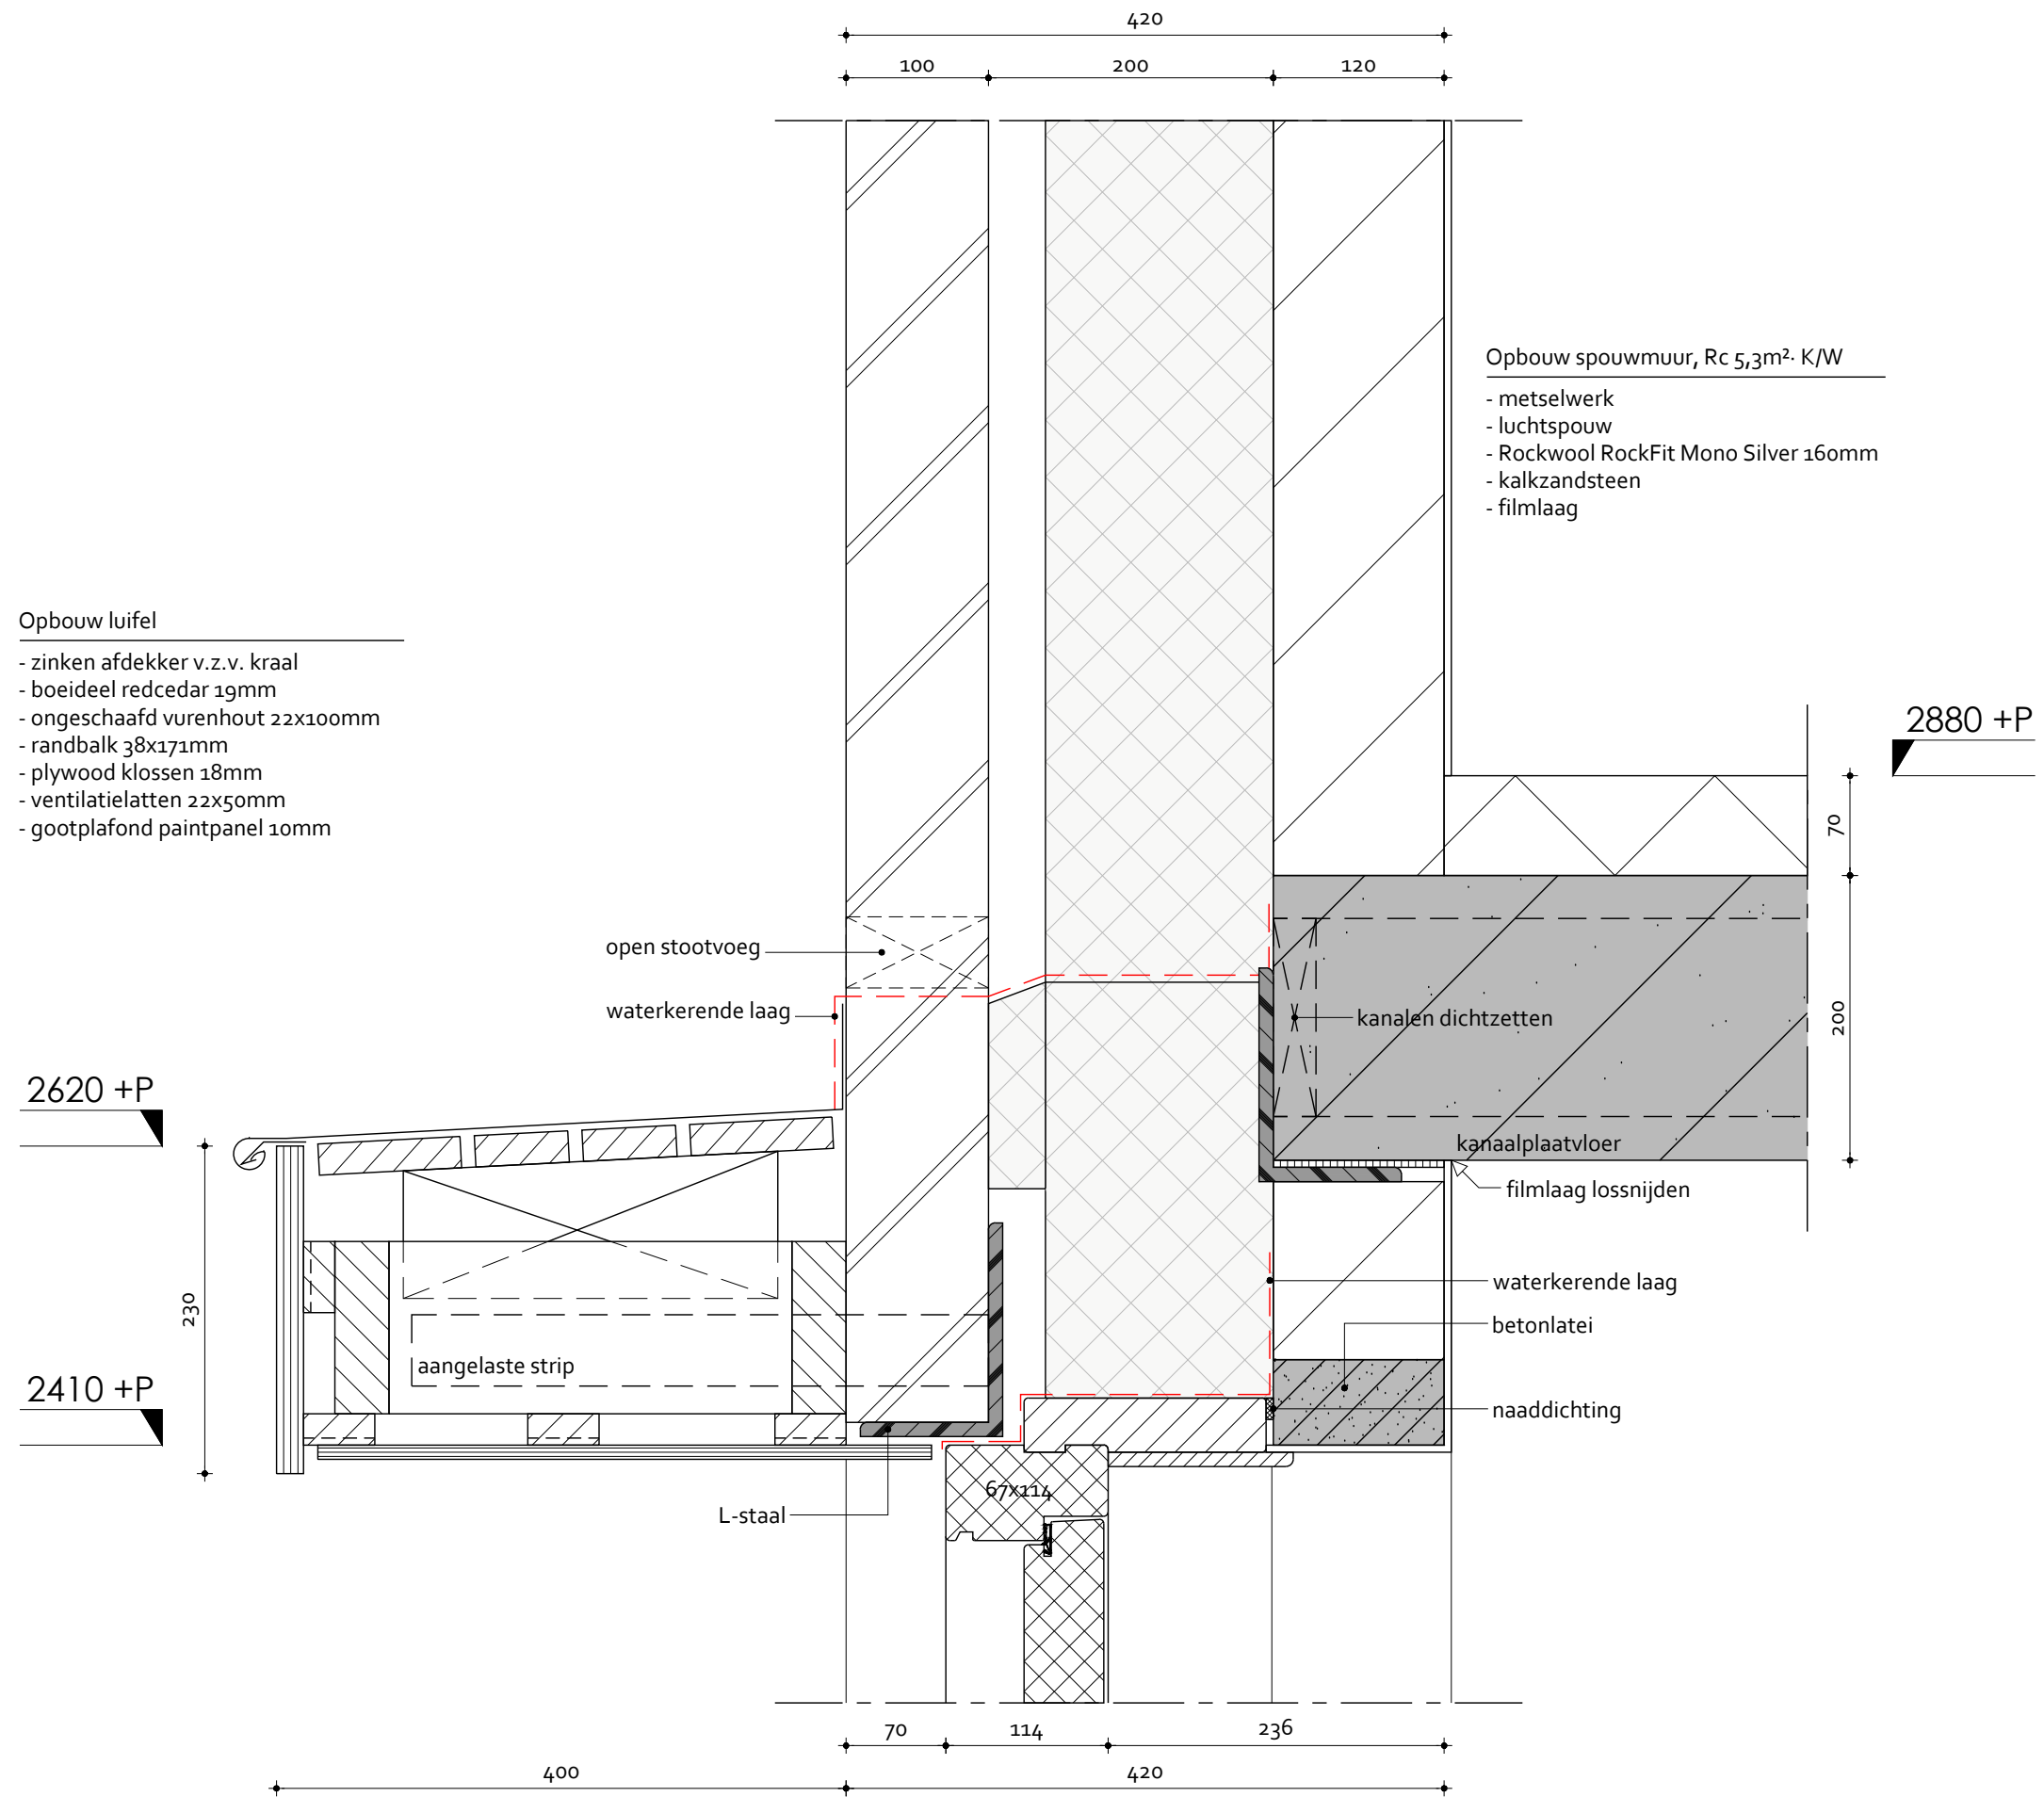 420
100
200
120
Opbouw spouwmuur, Rc 5,3m²· K/W
- metselwerk
- luchtspouw
- Rockwool RockFit Mono Silver 160mm
- kalkzandsteen
- filmlaag
Opbouw luifel
- zinken afdekker v.z.v. kraal
- boeideel redcedar 19mm
- ongeschaafd vurenhout 22x100mm
- randbalk 38x171mm
- plywood klossen 18mm
- ventilatielatten 22x50mm
- gootplafond paintpanel 10mm
2880 +P
70
open stootvoeg
waterkerende laag
kanalen dichtzetten
200
2620 +P
kanaalplaatvloer
filmlaag lossnijden
waterkerende laag
230
betonlatei
aangelaste strip
2410 +P
naaddichting
67x114
L-staal
70
114
236
400
420